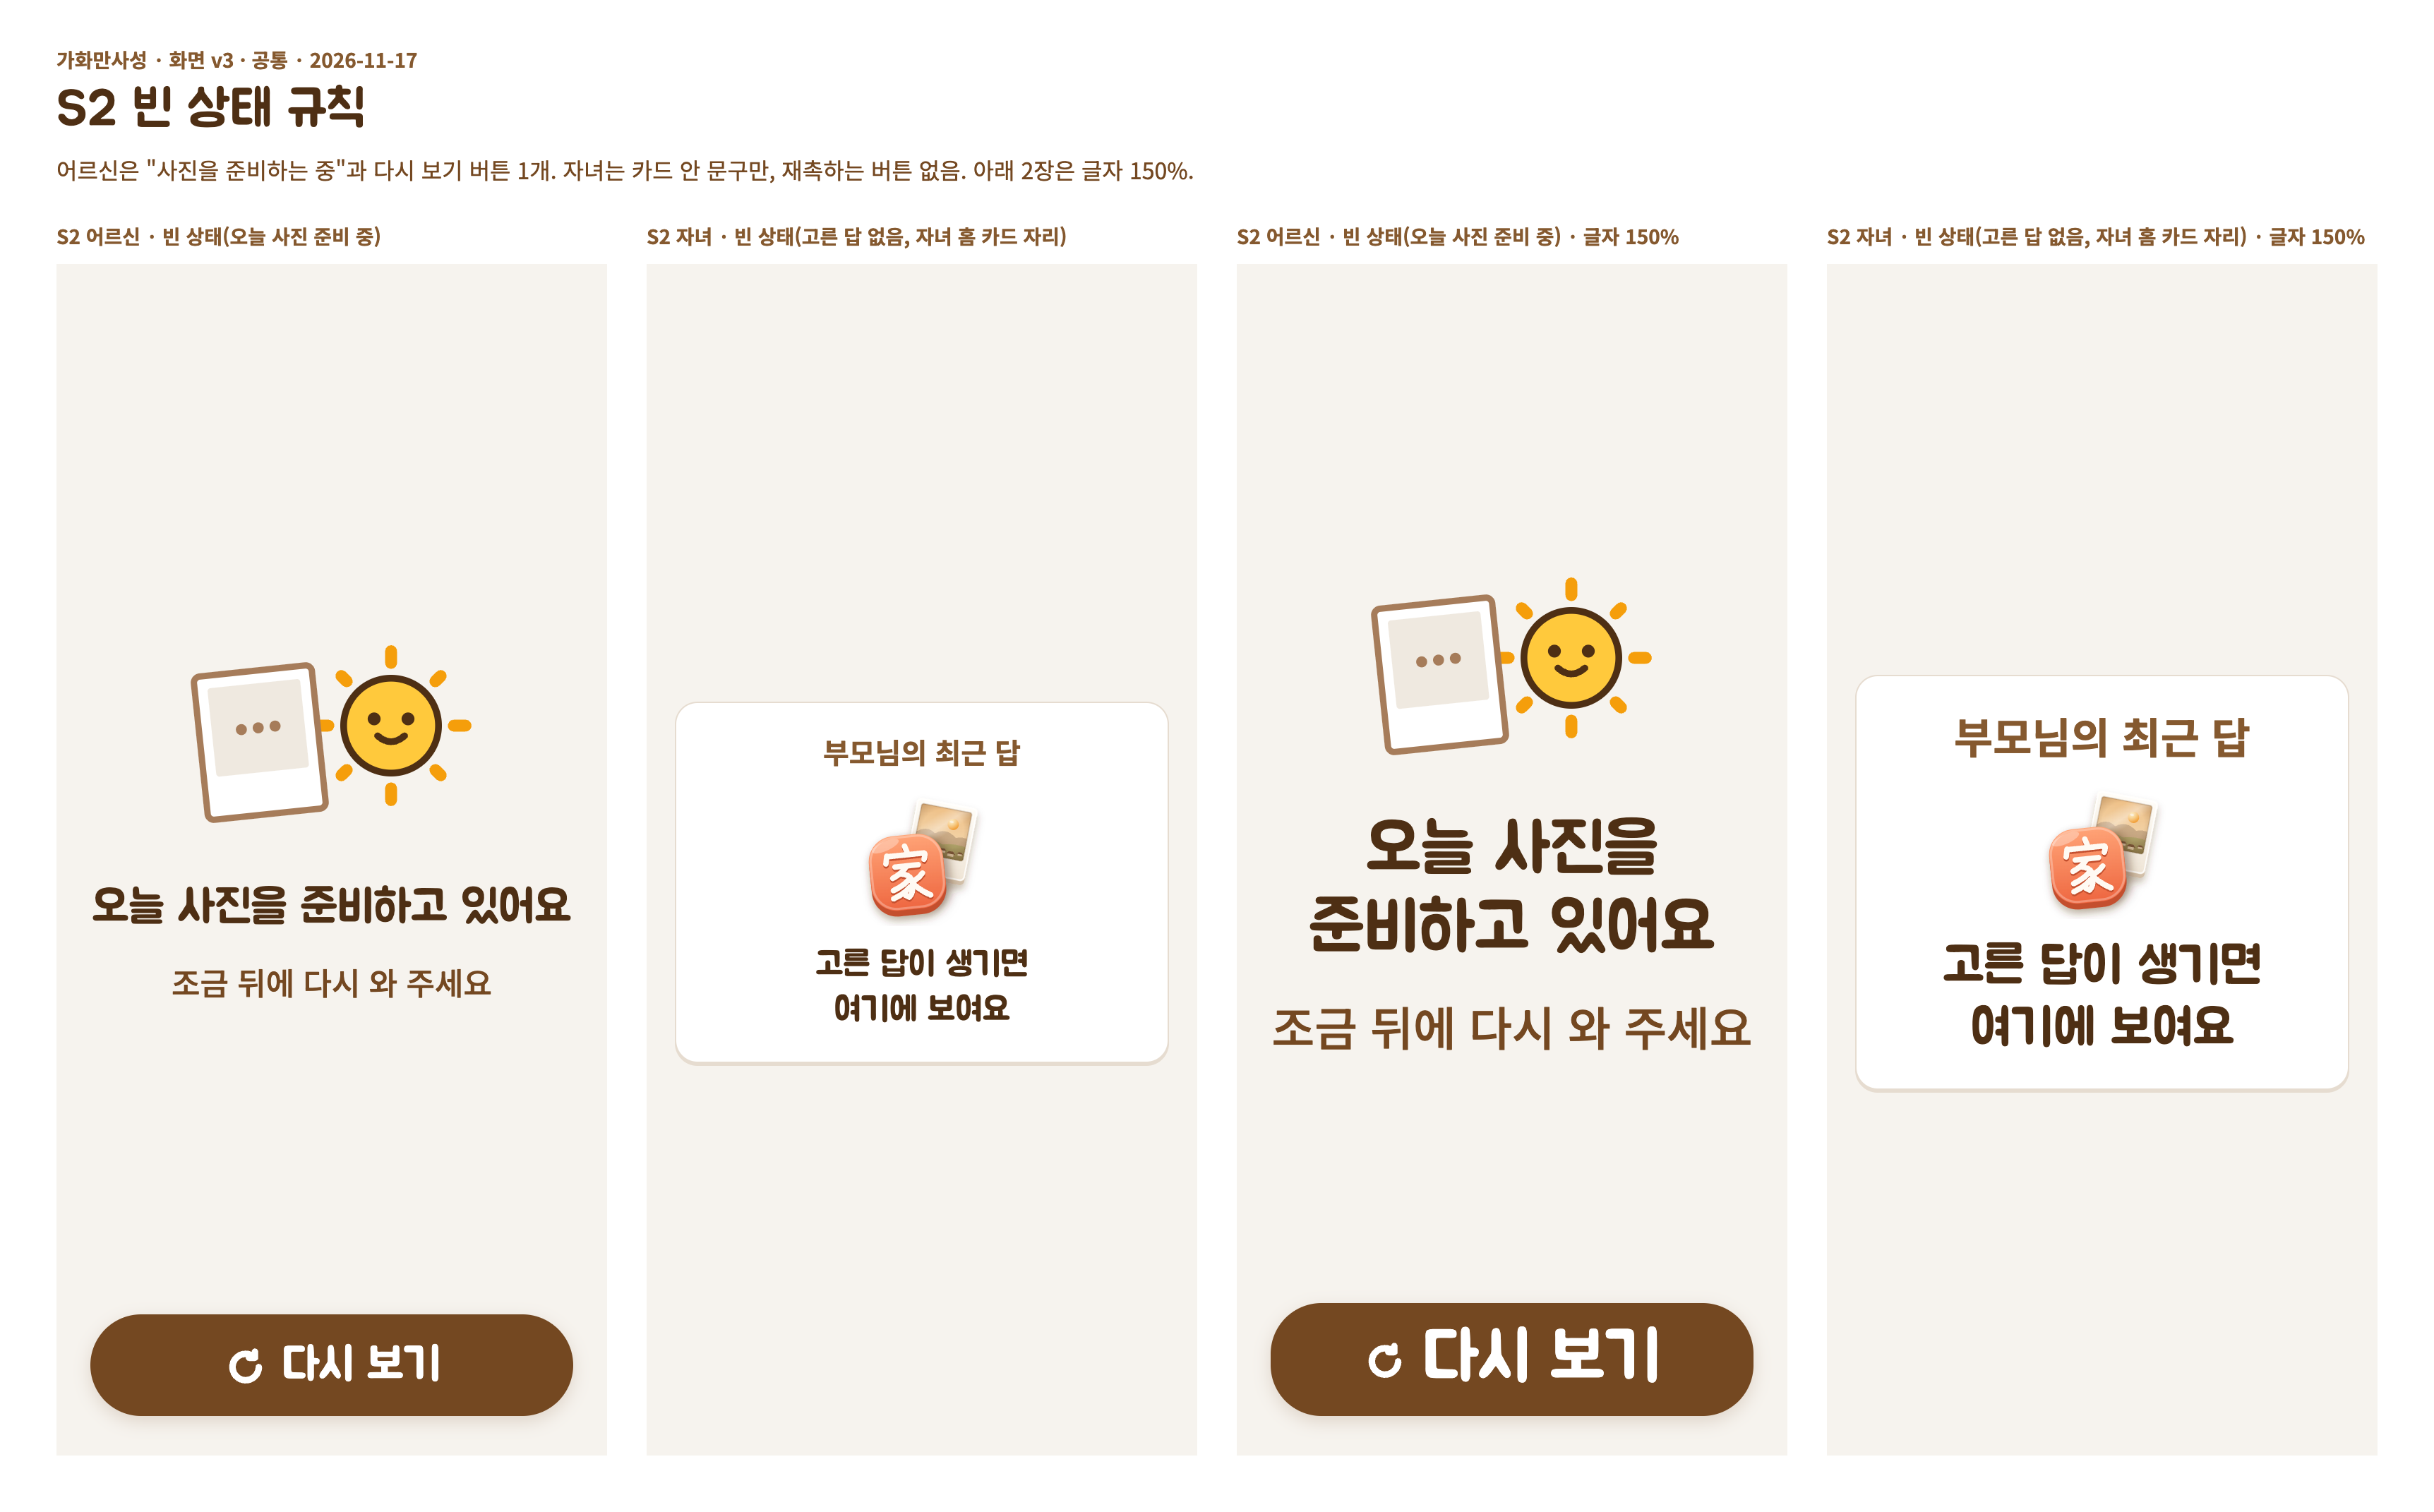 가화만사성 · 화면 v3 · 공통 · 2026-11-17
S2 빈 상태 규칙
어르신은 "사진을 준비하는 중"과 다시 보기 버튼 1개. 자녀는 카드 안 문구만, 재촉하는 버튼 없음. 아래 2장은 글자 150%.
S2 어르신 · 빈 상태(오늘 사진 준비 중)
오늘 사진을 준비하고 있어요
조금 뒤에 다시 와 주세요
다시 보기
S2 자녀 · 빈 상태(고른 답 없음, 자녀 홈 카드 자리)
부모님의 최근 답
家
고른 답이 생기면
여기에 보여요
S2 어르신 · 빈 상태(오늘 사진 준비 중) · 글자 150%
오늘 사진을
준비하고 있어요
조금 뒤에 다시 와 주세요
다시 보기
S2 자녀 · 빈 상태(고른 답 없음, 자녀 홈 카드 자리) · 글자 150%
부모님의 최근 답
家
고른 답이 생기면
여기에 보여요